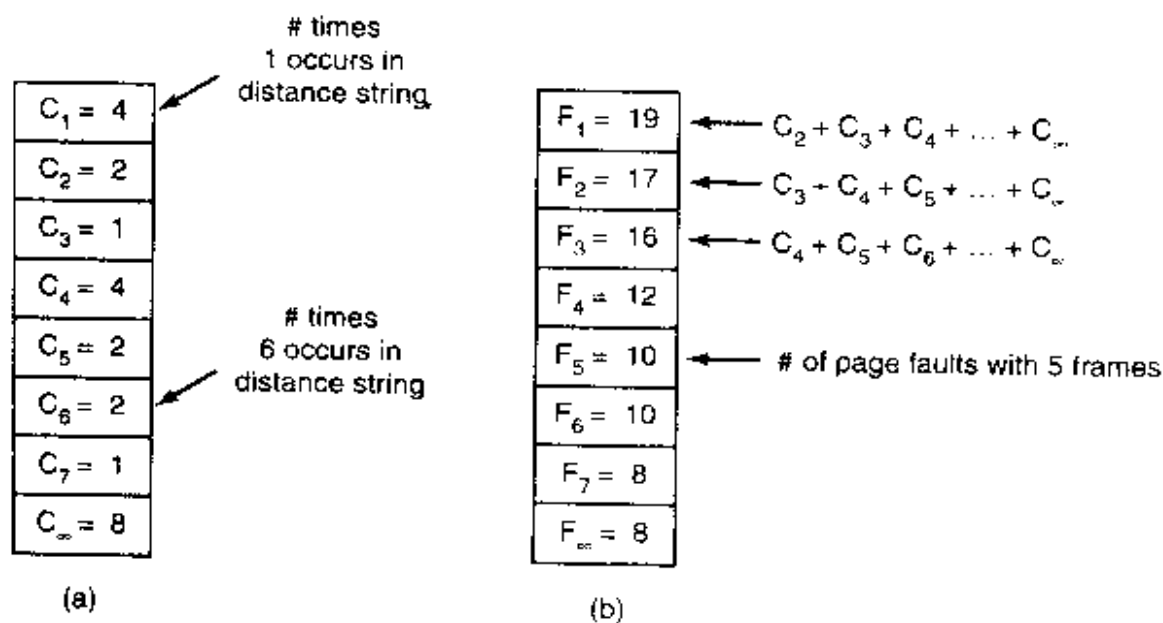 # times
1 occurs in
distance string
C₁ = 4
C₂ = 2
C₃ = 1
C₄ = 4
C₅ = 2
C₆ = 2
C₇ = 1
C∞ = 8
# times
6 occurs in
distance string
(a)
F₁ = 19
F₂ = 17
F₃ = 16
F₄ = 12
F₅ = 10
F₆ = 10
F₇ = 8
F∞ = 8
C₂ + C₃ + C₄ + ... + C∞
C₃ + C₄ + C₅ + ... + C∞
C₄ + C₅ + C₆ + ... + C∞
# of page faults with 5 frames
(b)